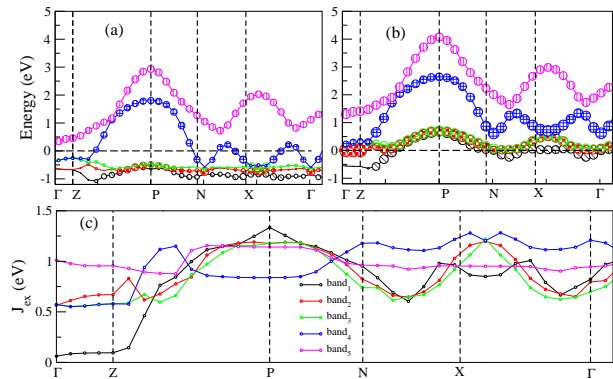 (a)
(b)
Energy (eV)
5
4
3
2
1
0
-1
Γ Z P N X Γ
5
4
3
2
1
0
-1
Γ Z P N X Γ
(c)
J_ex (eV)
1.5
1
0.5
0
band_1
band_2
band_3
band_4
band_5
Γ Z P N X Γ